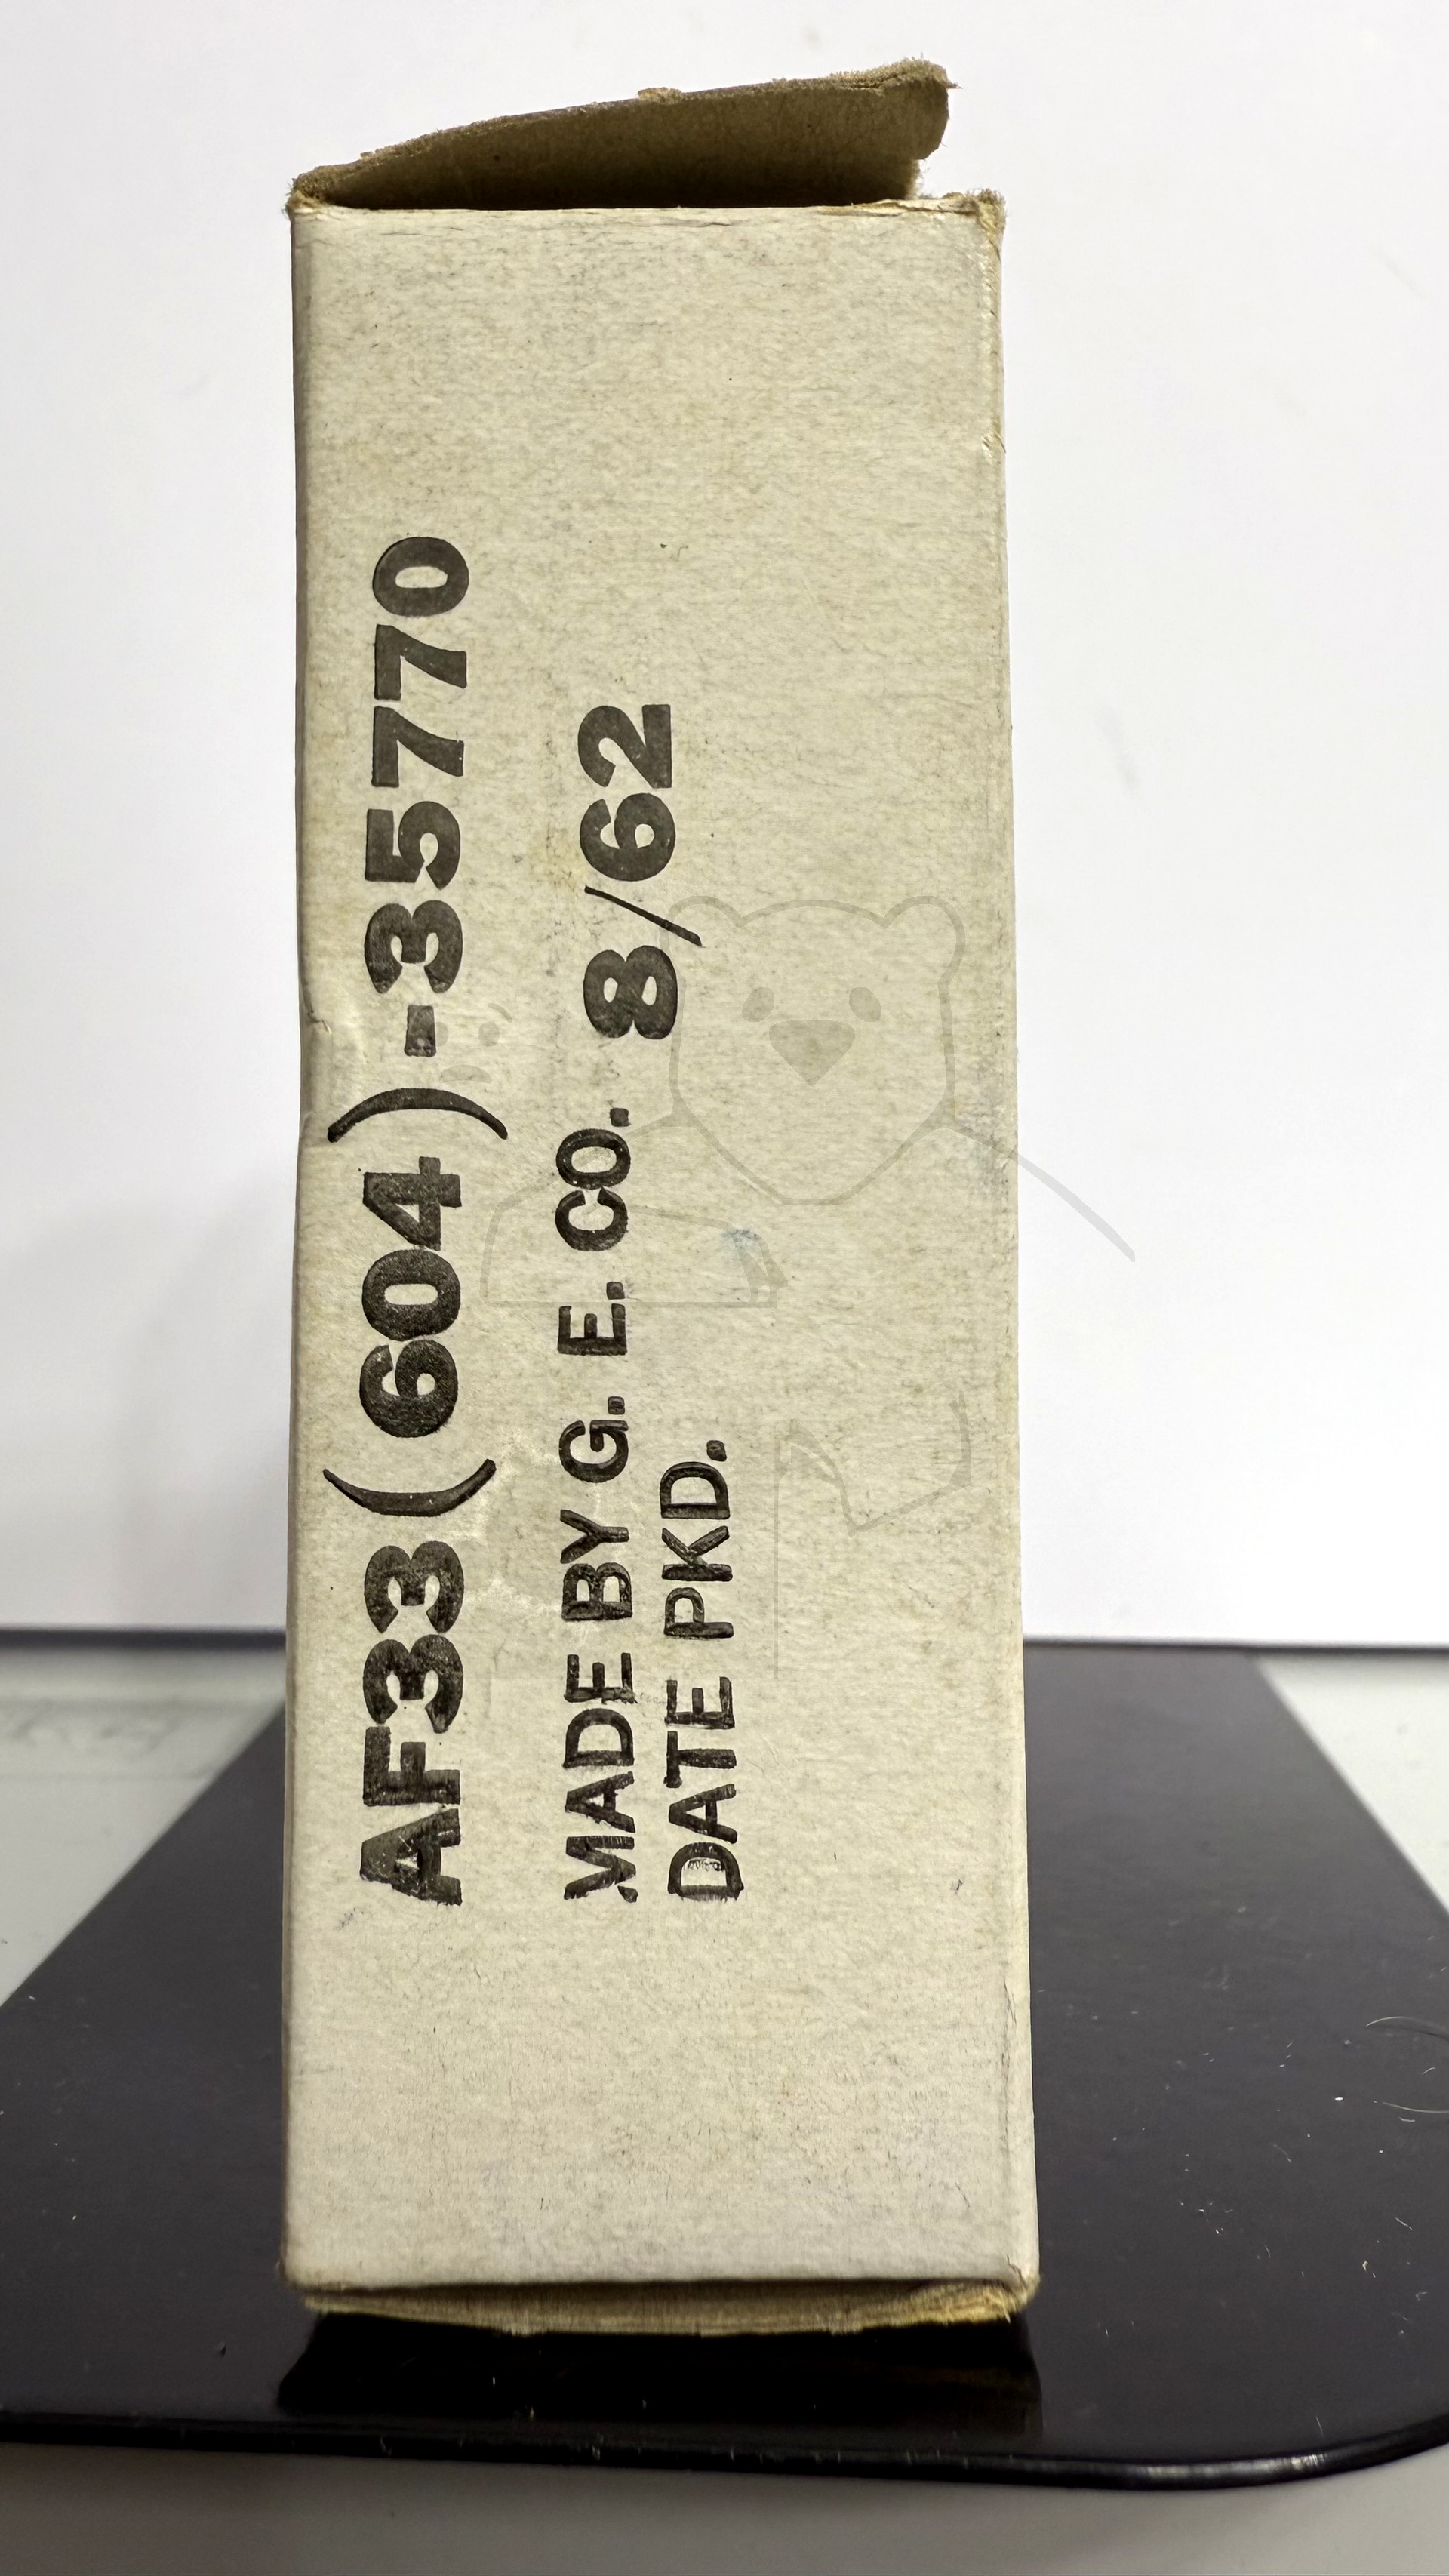 AF33(604)-35770
MADE BY G. E. CO. 8/62
DATE PKD.